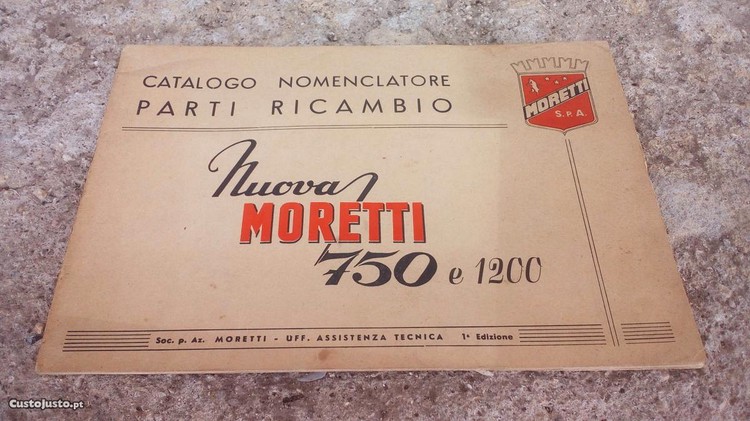 CATALOGO NOMENCLATORE
PARTI RICAMBIO
MORETTI
S.P.A.
Nuova
MORETTI
750 e 1200
Soc. p. Az. MORETTI - UFF. ASSISTENZA TECNICA 1ª Edizione
CustoJusto.pt